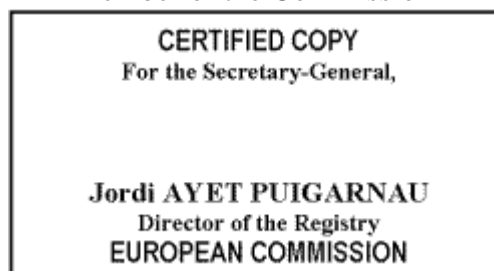 CERTIFIED COPY
For the Secretary-General,
Jordi AYET PUIGARNAU
Director of the Registry
EUROPEAN COMMISSION